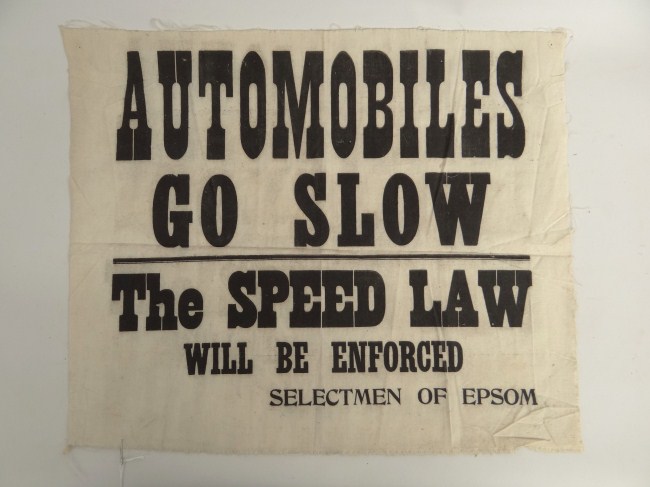 AUTOMOBILES
GO SLOW
The SPEED LAW
WILL BE ENFORCED
SELECTMEN OF EPSOM